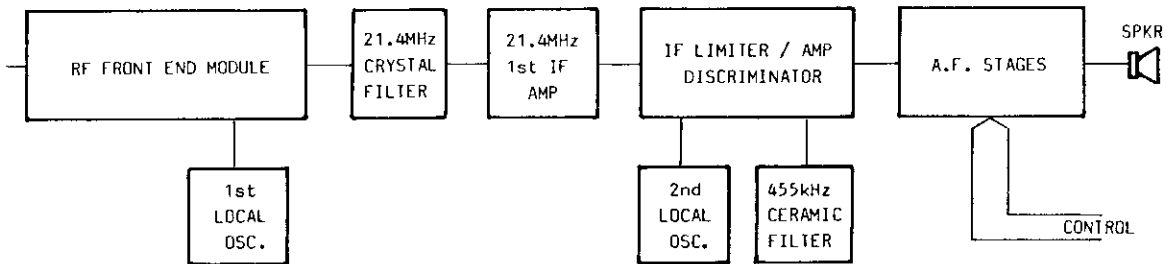 RF FRONT END MODULE
21.4MHz
CRYSTAL
FILTER
21.4MHz
1st IF
AMP
IF LIMITER / AMP
DISCRIMINATOR
A.F. STAGES
SPKR
1st
LOCAL
OSC.
2nd
LOCAL
OSC.
455kHz
CERAMIC
FILTER
CONTROL